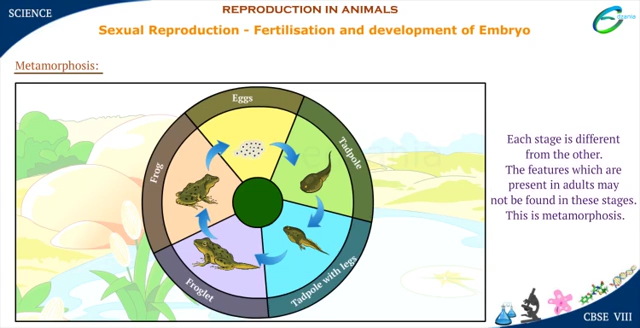 SCIENCE
REPRODUCTION IN ANIMALS
Sexual Reproduction - Fertilisation and development of Embryo
Metamorphosis:
Eggs
Tadpole
Tadpole with legs
Froglet
Frog
Each stage is different
from the other.
The features which are
present in adults may
not be found in these stages.
This is metamorphosis.
CBSE VIII